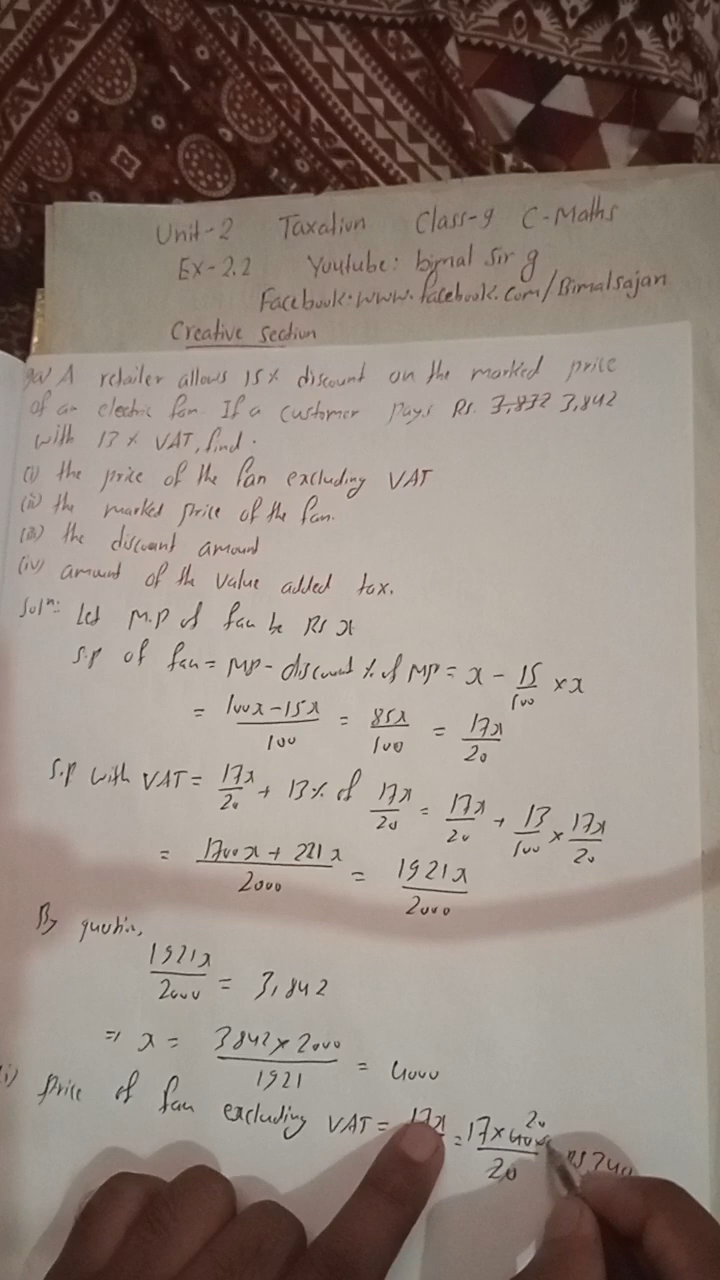 Unit-2 Taxation Class-9 C-Maths
Ex-2.2 Youtube: bimal sir g
Facebook: www.facebook.com/Bimalsajan
Creative section
A retailer allows 15% discount on the marked price
of an electric fan. If a customer pays Rs. 3,832 3,842
with 13% VAT, find.
(i) the price of the fan excluding VAT
(ii) the marked price of the fan.
(iii) the discount amount
(iv) amount of the value added tax.
Solⁿ: Let M.P of fan be Rs x
S.p of fan = MP - discount % of MP = x - 15/100 × x
= 100x-15x/100 = 85x/100 = 17x/20
S.p with VAT = 17x/20 + 13% of 17x/20 = 17x/20 + 13/100 × 17x/20
= 1700x + 221x/2000 = 1921x/2000
By question,
1921x/2000 = 3,842
⇒ x = 3842×2000/1921 = 4000
i) Price of fan excluding VAT = 17x = 17×40/20